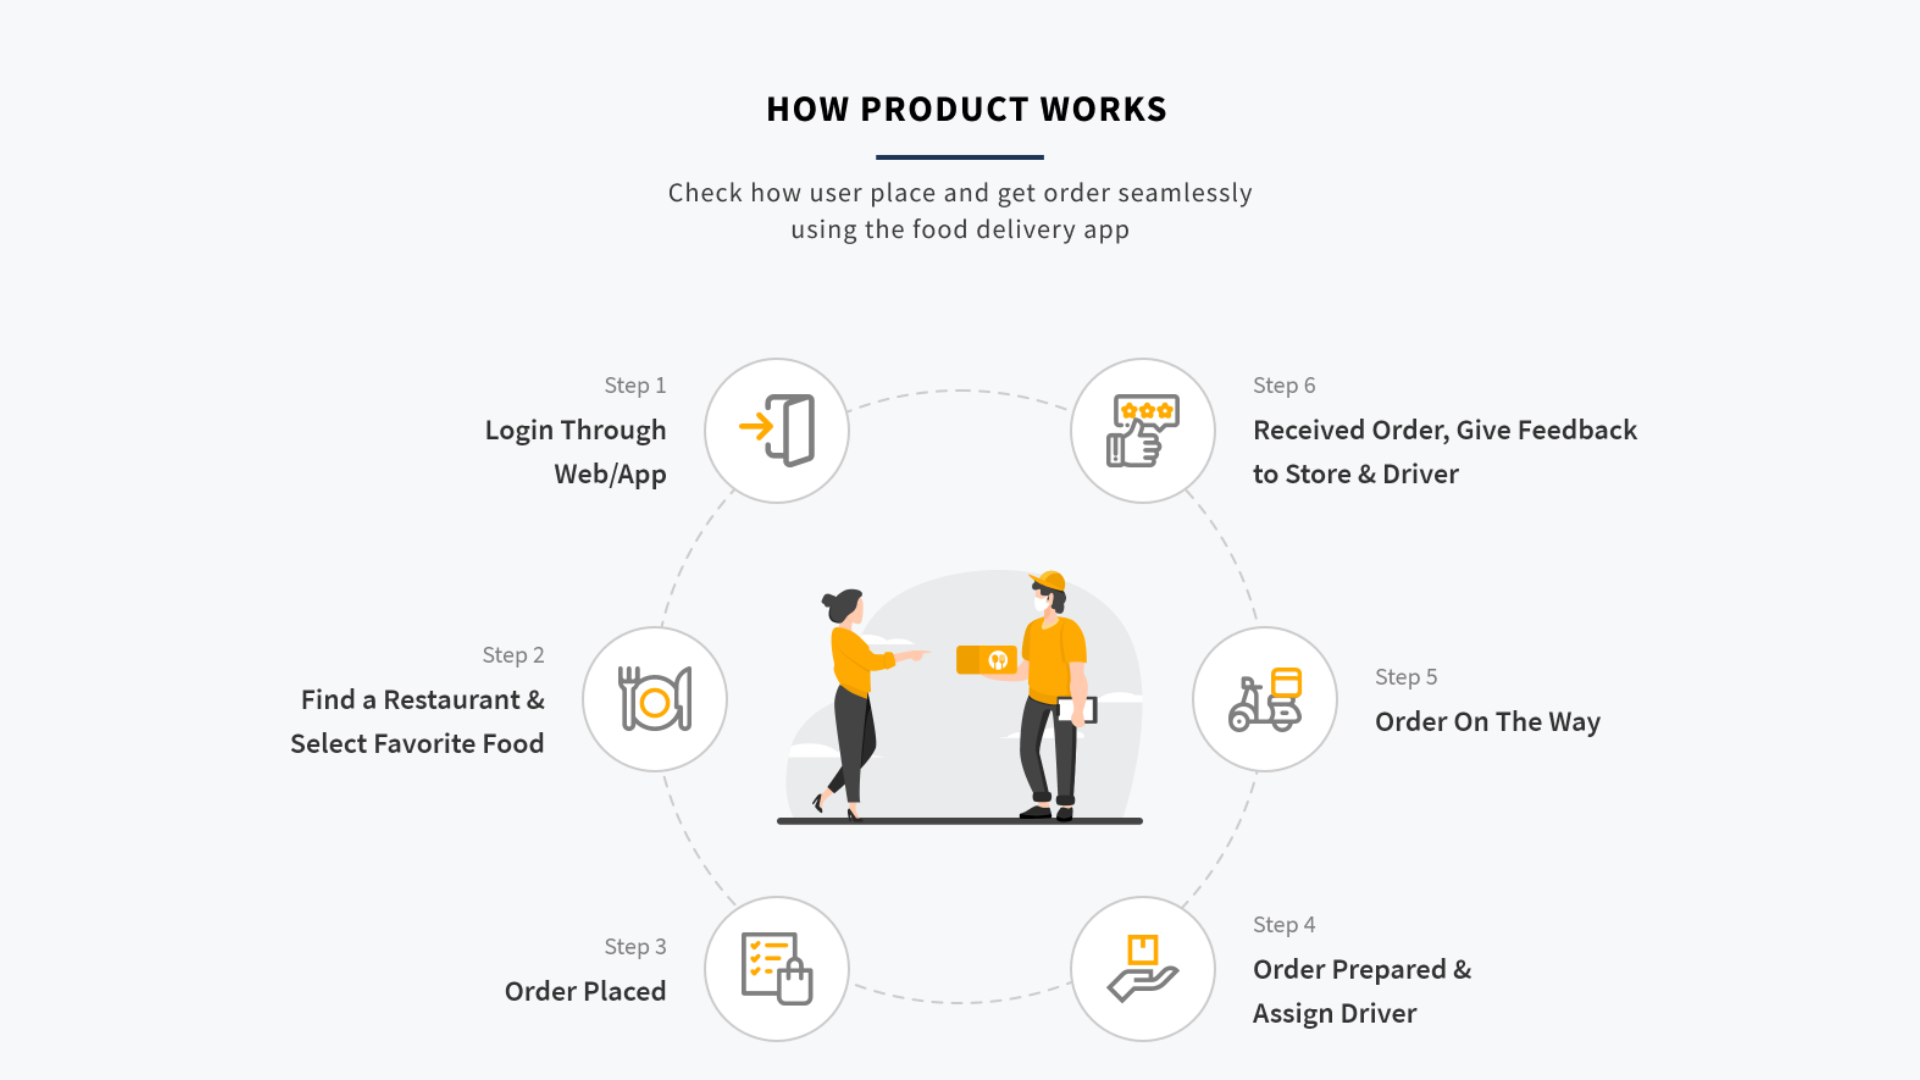 HOW PRODUCT WORKS
Check how user place and get order seamlessly
using the food delivery app
Step 1
Login Through
Web/App
Step 2
Find a Restaurant &
Select Favorite Food
Step 3
Order Placed
Step 4
Order Prepared &
Assign Driver
Step 5
Order On The Way
Step 6
Received Order, Give Feedback
to Store & Driver